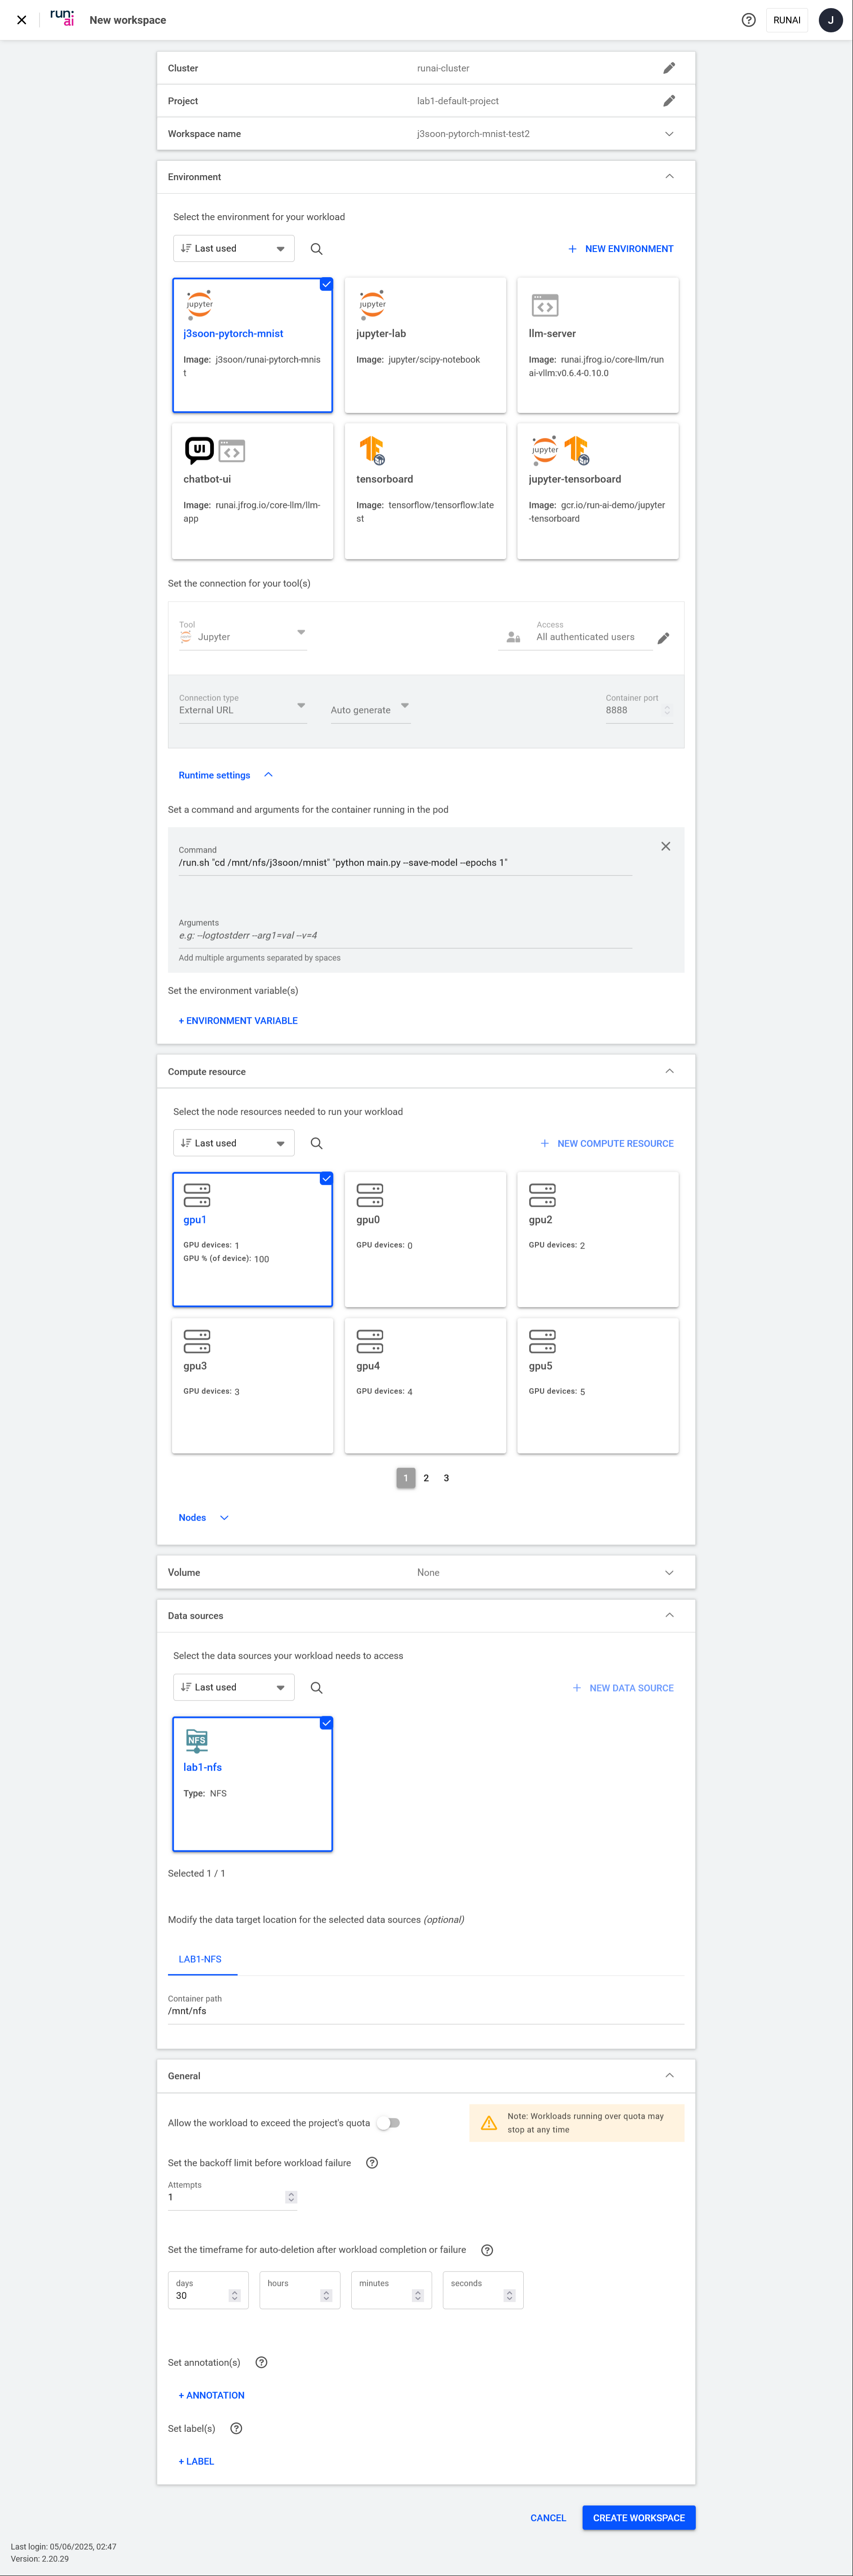 run:
ai
New workspace
RUNAI
J
Cluster
runai-cluster
Project
lab1-default-project
Workspace name
j3soon-pytorch-mnist-test2
Environment
Select the environment for your workload
Last used
NEW ENVIRONMENT
jupyter
j3soon-pytorch-mnist
Image: j3soon/runai-pytorch-mnis
t
jupyter
jupyter-lab
Image: jupyter/scipy-notebook
llm-server
Image: runai.jfrog.io/core-llm/run
ai-vllm:v0.6.4-0.10.0
UI
chatbot-ui
Image: runai.jfrog.io/core-llm/llm-
app
tensorboard
Image: tensorflow/tensorflow:late
st
jupyter
jupyter-tensorboard
Image: gcr.io/run-ai-demo/jupyter
-tensorboard
Set the connection for your tool(s)
Tool
Jupyter
Access
All authenticated users
Connection type
External URL
Auto generate
Container port
8888
Runtime settings
Set a command and arguments for the container running in the pod
Command
/run.sh "cd /mnt/nfs/j3soon/mnist" "python main.py --save-model --epochs 1"
Arguments
e.g: --logtostderr --arg1=val --v=4
Add multiple arguments separated by spaces
Set the environment variable(s)
+ ENVIRONMENT VARIABLE
Compute resource
Select the node resources needed to run your workload
Last used
NEW COMPUTE RESOURCE
gpu1
GPU devices: 1
GPU % (of device): 100
gpu0
GPU devices: 0
gpu2
GPU devices: 2
gpu3
GPU devices: 3
gpu4
GPU devices: 4
gpu5
GPU devices: 5
1 2 3
Nodes
Volume
None
Data sources
Select the data sources your workload needs to access
Last used
NEW DATA SOURCE
NFS
lab1-nfs
Type: NFS
Selected 1 / 1
Modify the data target location for the selected data sources (optional)
LAB1-NFS
Container path
/mnt/nfs
General
Allow the workload to exceed the project's quota
Note: Workloads running over quota may
stop at any time
Set the backoff limit before workload failure
Attempts
1
Set the timeframe for auto-deletion after workload completion or failure
days
30
hours
minutes
seconds
Set annotation(s)
+ ANNOTATION
Set label(s)
+ LABEL
CANCEL
CREATE WORKSPACE
Last login: 05/06/2025, 02:47
Version: 2.20.29